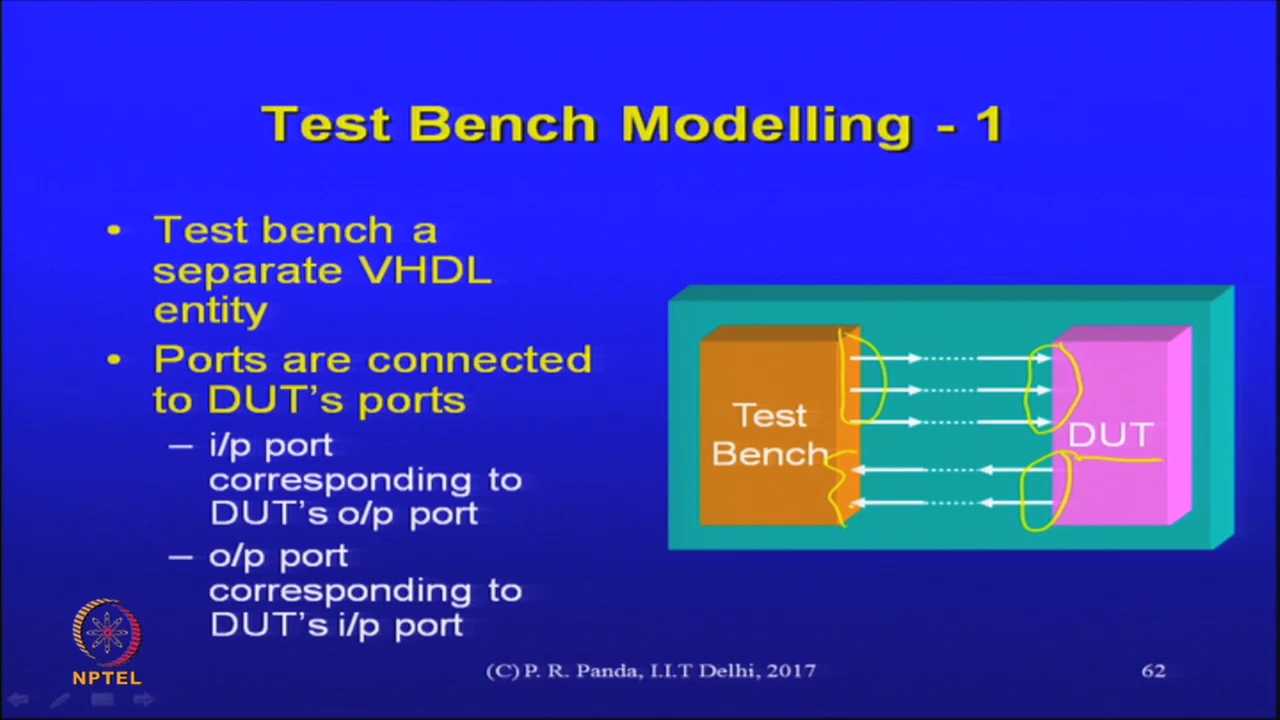 Test Bench Modelling - 1
• Test bench a
separate VHDL
entity
• Ports are connected
to DUT's ports
– i/p port
corresponding to
DUT's o/p port
– o/p port
corresponding to
DUT's i/p port
Test
Bench
DUT
NPTEL
(C) P. R. Panda, I.I.T Delhi, 2017
62